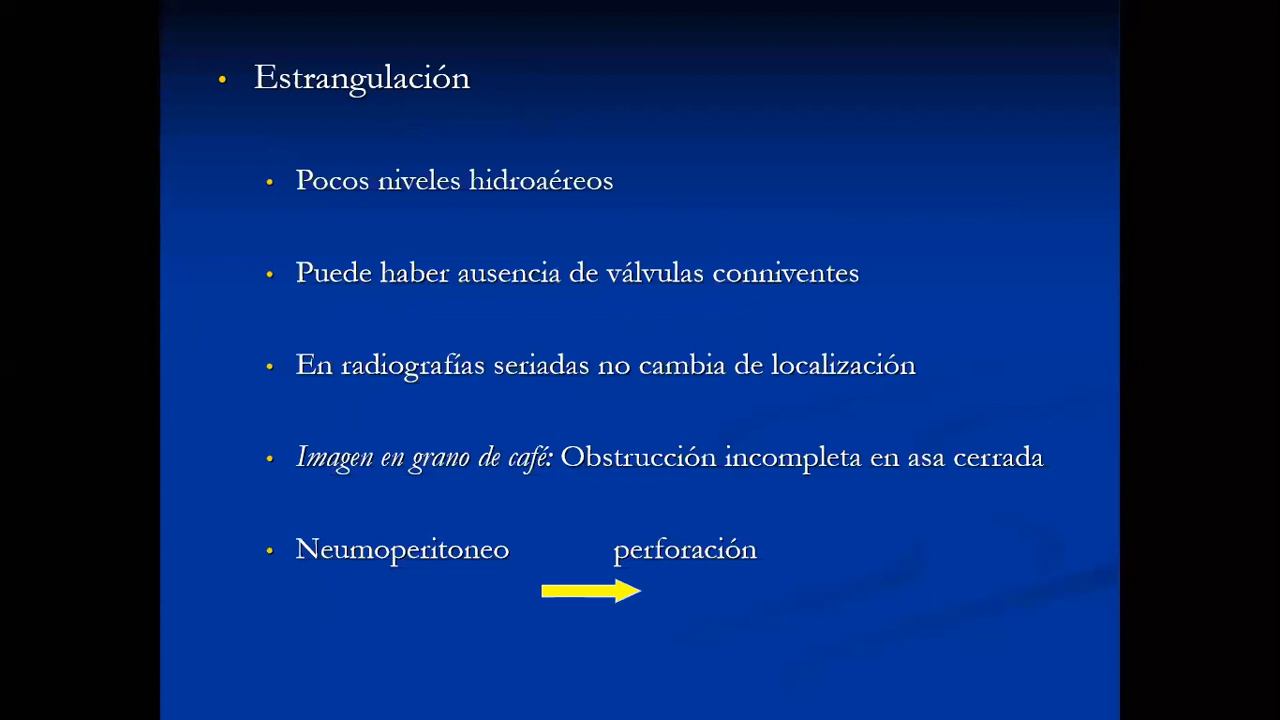 • Estrangulación
• Pocos niveles hidroaéreos
• Puede haber ausencia de válvulas conniventes
• En radiografías seriadas no cambia de localización
• Imagen en grano de café: Obstrucción incompleta en asa cerrada
• Neumoperitoneo perforación